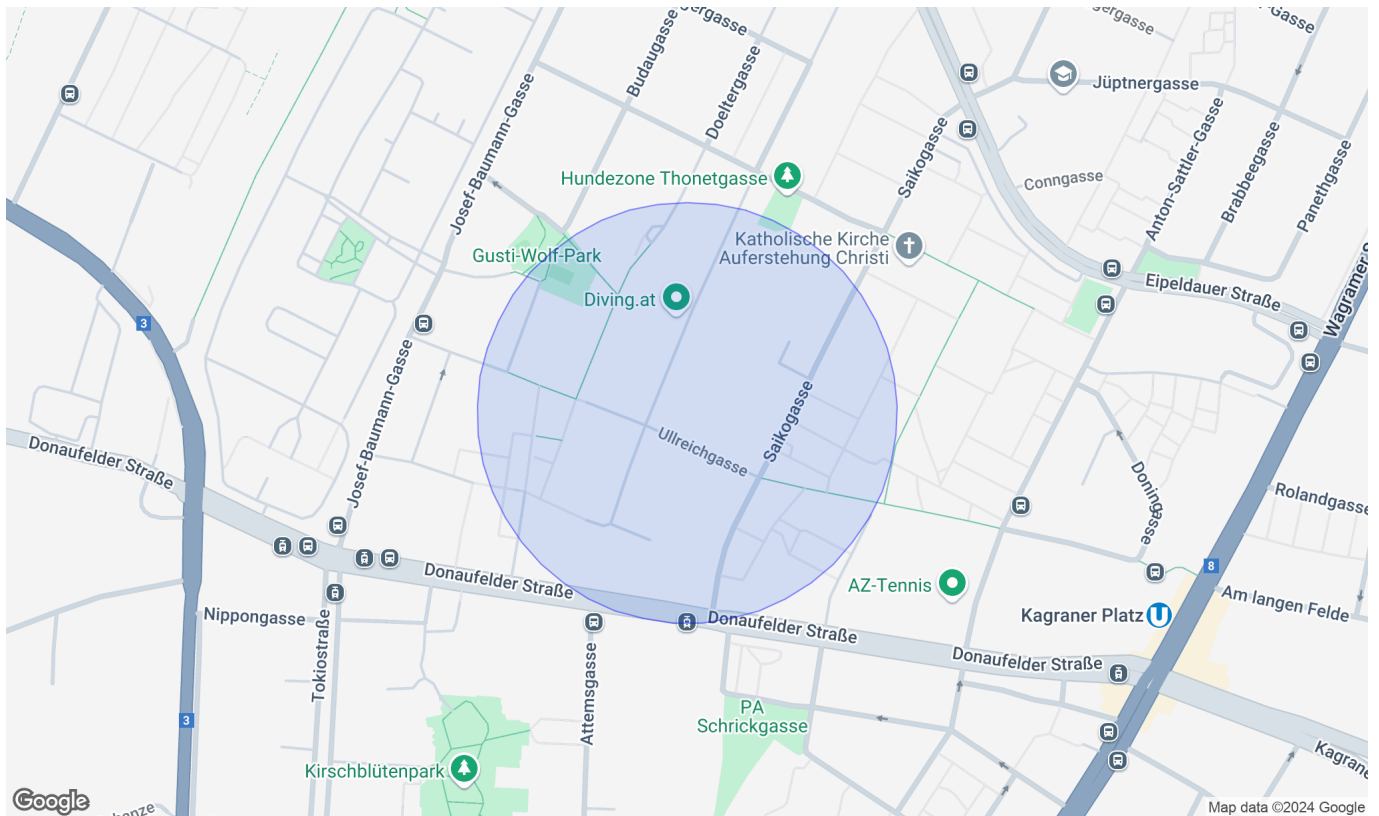 Budaugasse
Doeltergasse
Josef-Baumann-Gasse
Jüptnergasse
Saikogasse
Anton-Sattler-Gasse
Brabbeegasse
Panethgasse
Conngasse
Hundezone Thonetgasse
Katholische Kirche
Auferstehung Christi
Gusti-Wolf-Park
Diving.at
Eipeldauer Straße
3
Josef-Baumann-Gasse
Ullreichgasse
Saikogasse
Doningasse
Donaufelder Straße
Rolandgasse
8
Donaufelder Straße
AZ-Tennis
Am langen Felde
Kagraner Platz
U
Nippongasse
Tokiostraße
Attemsgasse
Donaufelder Straße
Donaufelder Straße
3
PA
Schrickgasse
Kirschblütenpark
Google
Map data ©2024 Google